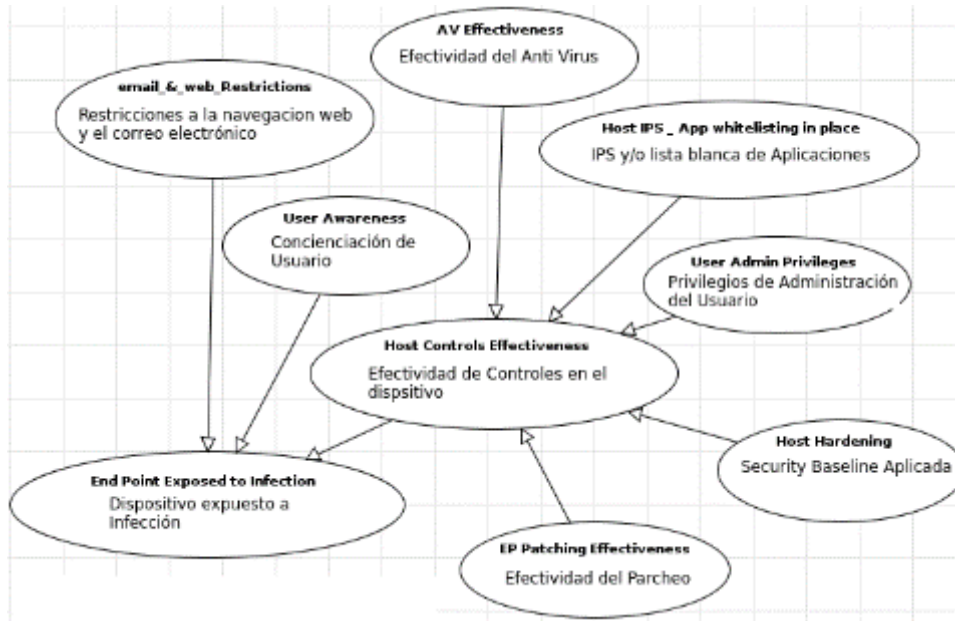 AV Effectiveness
Efectividad del Anti Virus
email_&_web_Restrictions
Restricciones a la navegacion web
y el correo electrónico
Host IPS _ App whitelisting in place
IPS y/o lista blanca de Aplicaciones
User Awareness
Concienciación de
Usuario
User Admin Privileges
Privilegios de Administración
del Usuario
Host Controls Effectiveness
Efectividad de Controles en el
dispsitivo
Host Hardening
Security Baseline Aplicada
End Point Exposed to Infection
Dispositivo expuesto a
Infección
EP Patching Effectiveness
Efectividad del Parcheo